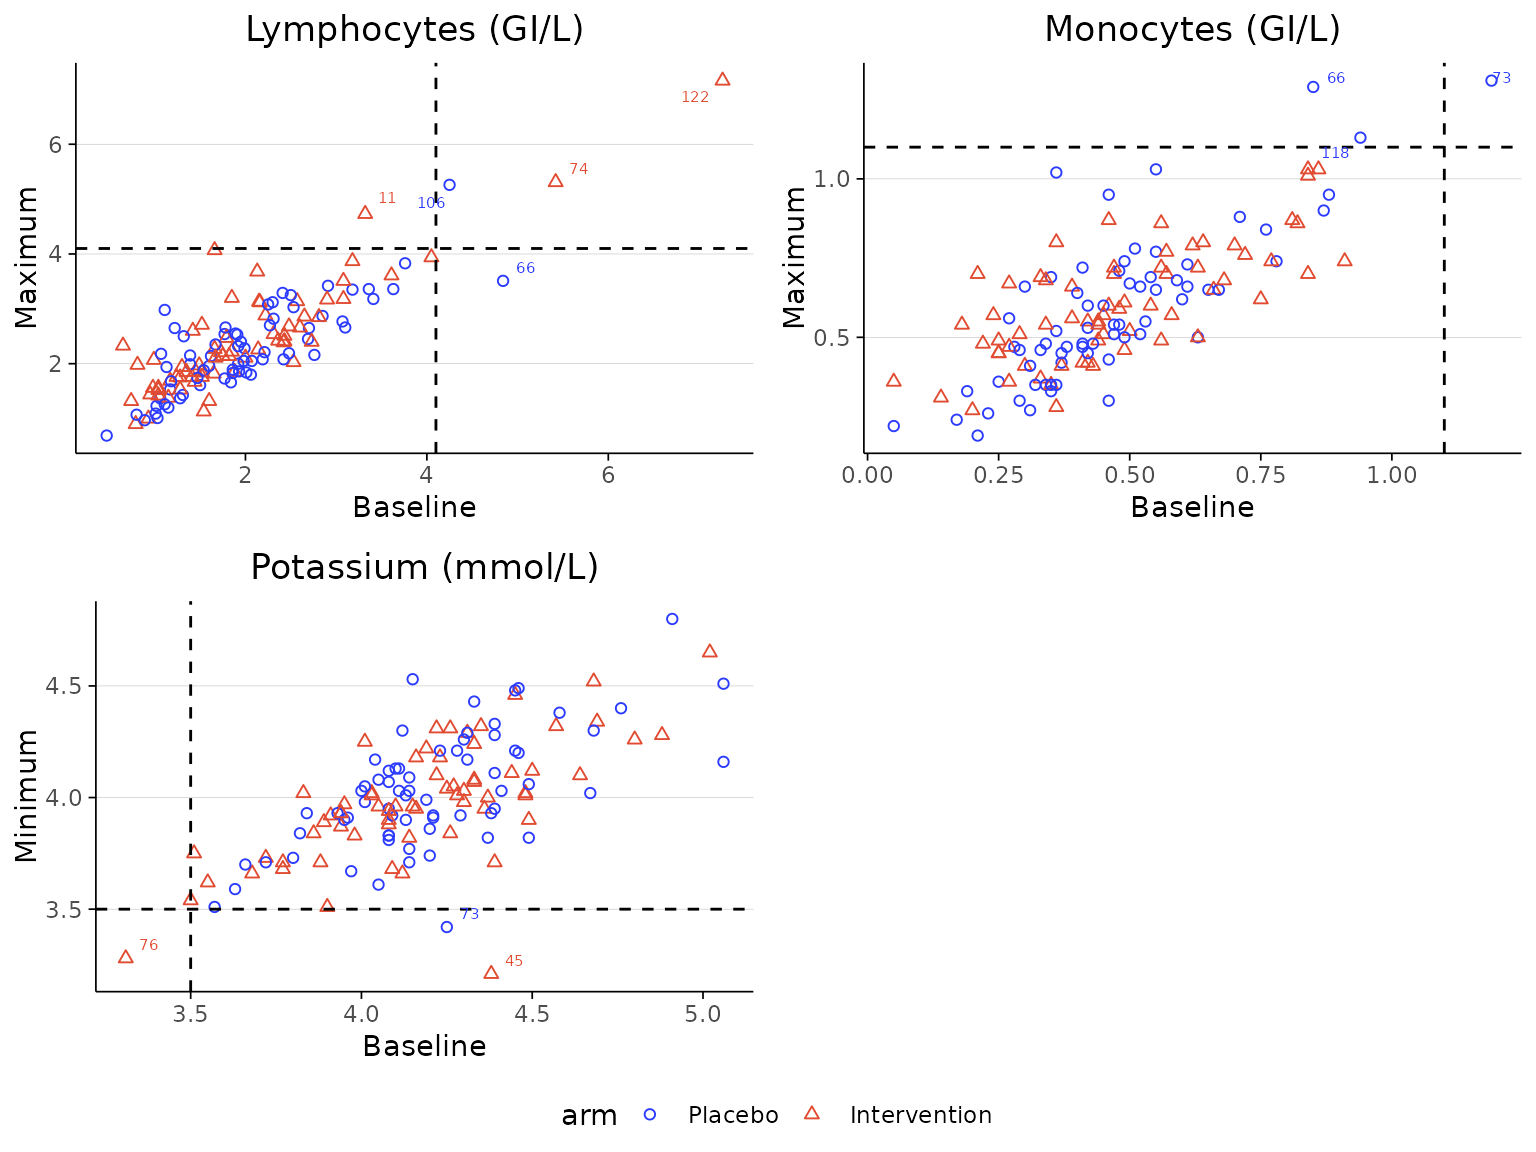 Lymphocytes (GI/L)
Maximum
6
4
2
122
74
11
106
66
2 4 6
Baseline
Monocytes (GI/L)
Maximum
1.0
0.5
66
73
118
0.00 0.25 0.50 0.75 1.00
Baseline
Potassium (mmol/L)
Minimum
4.5
4.0
3.5
73
76
45
3.5 4.0 4.5 5.0
Baseline
arm Placebo Intervention